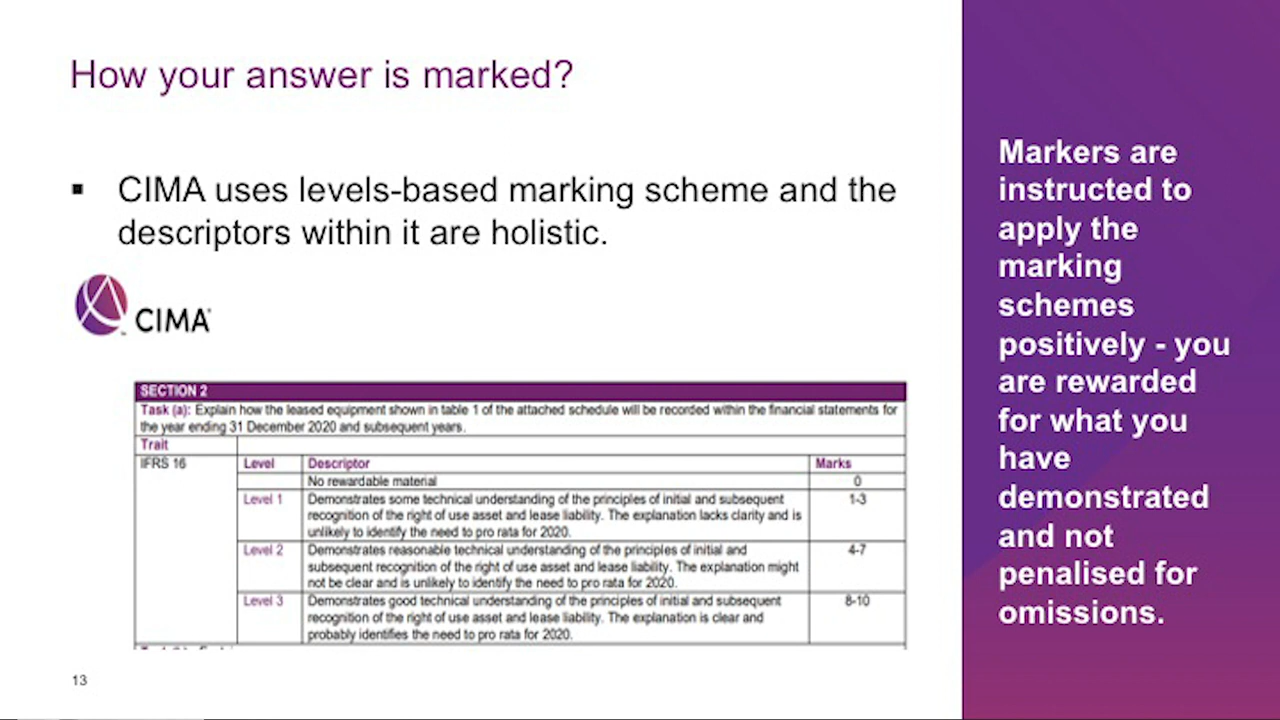 How your answer is marked?
▪ CIMA uses levels-based marking scheme and the
descriptors within it are holistic.
CIMA
SECTION 2
Task (a): Explain how the leased equipment shown in table 1 of the attached schedule will be recorded within the financial statements for
the year ending 31 December 2020 and subsequent years.
Trait
IFRS 16 Level Descriptor Marks
No rewardable material 0
Level 1 Demonstrates some technical understanding of the principles of initial and subsequent 1-3
recognition of the right of use asset and lease liability. The explanation lacks clarity and is
unlikely to identify the need to pro rata for 2020.
Level 2 Demonstrates reasonable technical understanding of the principles of initial and 4-7
subsequent recognition of the right of use asset and lease liability. The explanation might
not be clear and is unlikely to identify the need to pro rata for 2020.
Level 3 Demonstrates good technical understanding of the principles of initial and subsequent 8-10
recognition of the right of use asset and lease liability. The explanation is clear and
probably identifies the need to pro rata for 2020.
13
Markers are
instructed to
apply the
marking
schemes
positively - you
are rewarded
for what you
have
demonstrated
and not
penalised for
omissions.